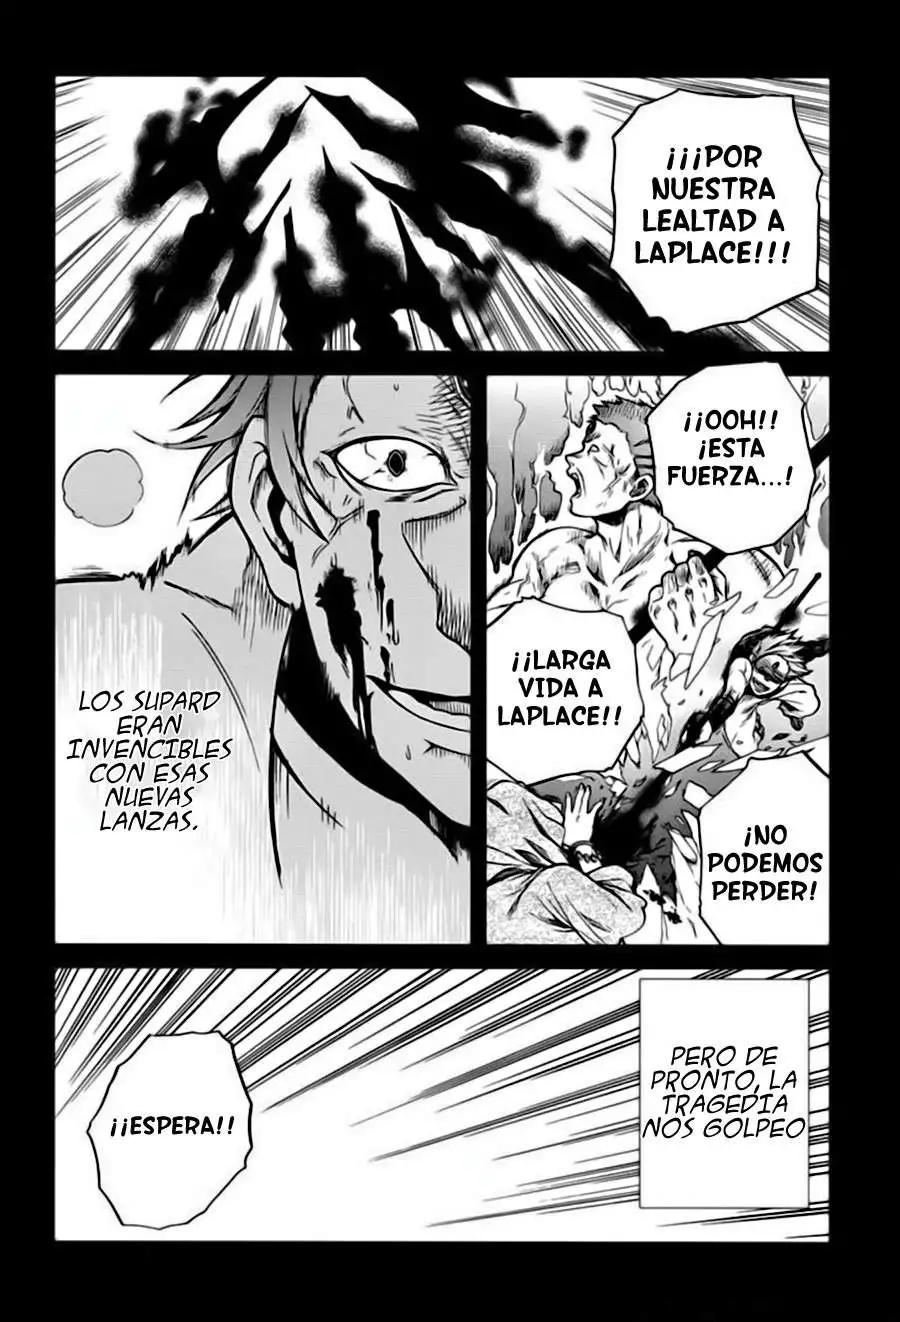 ¡¡¡POR
NUESTRA
LEALTAD A
LAPLACE!!!
¡¡OOH!!
¡ESTA
FUERZA...!
¡¡LARGA
VIDA A
LAPLACE!!
¡NO
PODEMOS
PERDER!
LOS SUPARD
ERAN
INVENCIBLES
CON ESAS
NUEVAS
LANZAS.
PERO DE
PRONTO, LA
TRAGEDIA
NOS GOLPEO
¡¡ESPERA!!